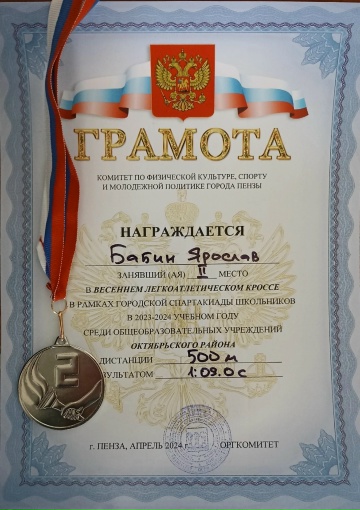 ГРАМОТА
КОМИТЕТ ПО ФИЗИЧЕСКОЙ КУЛЬТУРЕ, СПОРТУ
И МОЛОДЕЖНОЙ ПОЛИТИКЕ ГОРОДА ПЕНЗЫ
НАГРАЖДАЕТСЯ
Бабин Ярослав
ЗАНЯВШИЙ (АЯ) II МЕСТО
В ВЕСЕННЕМ ЛЕГКОАТЛЕТИЧЕСКОМ КРОССЕ
В РАМКАХ ГОРОДСКОЙ СПАРТАКИАДЫ ШКОЛЬНИКОВ
В 2023-2024 УЧЕБНОМ ГОДУ
СРЕДИ ОБЩЕОБРАЗОВАТЕЛЬНЫХ УЧРЕЖДЕНИЙ
ОКТЯБРЬСКОГО РАЙОНА
ДИСТАНЦИИ 500 м
УЛЬТАТОМ 1:09.0 с
2
г. ПЕНЗА, АПРЕЛЬ 2024 г. ОРГКОМИТЕТ